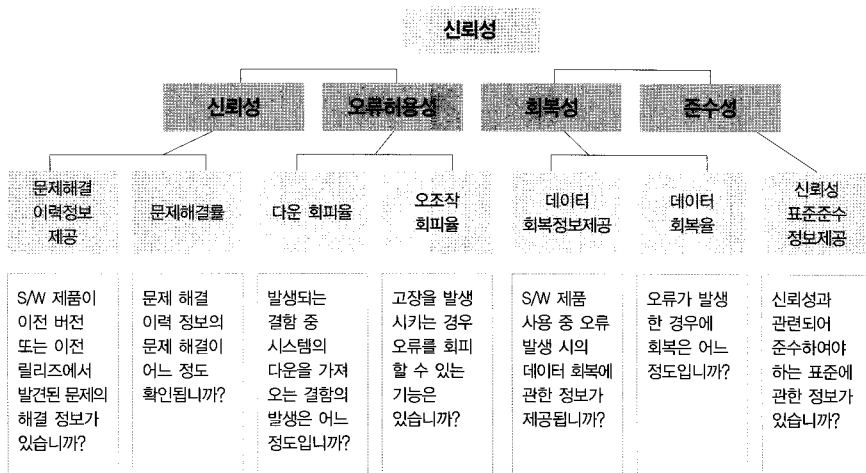 신뢰성
신뢰성
오류허용성
회복성
준수성
문제해결
이력정보
제공
문제해결률
다운 회피율
오조작
회피율
데이터
회복정보제공
데이터
회복율
신뢰성
표준준수
정보제공
S/W 제품이
이전 버전
또는 이전
릴리즈에서
발견된 문제의
해결 정보가
있습니까?
문제 해결
이력 정보의
문제 해결이
어느 정도
확인됩니까?
발생되는
결함 중
시스템의
다운을 가져
오는 결함의
발생은 어느
정도입니까?
고장을 발생
시키는 경우
오류를 회피
할 수 있는
기능은
있습니까?
S/W 제품
사용 중 오류
발생 시의
데이터 회복에
관한 정보가
제공됩니까?
오류가 발생
한 경우에
회복은 어느
정도입니까?
신뢰성과
관련되어
준수하여야
하는 표준에
관한 정보가
있습니까?